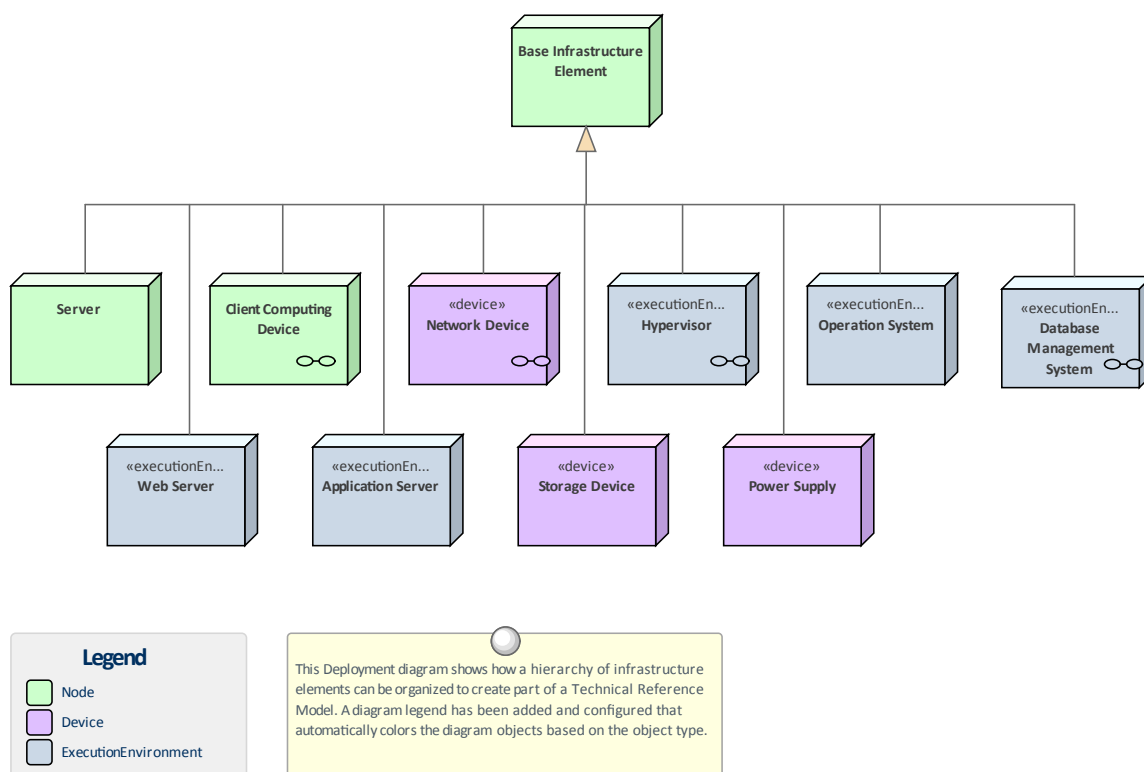 Base Infrastructure
Element
Server
Client Computing
Device
«device»
Network Device
«executionEn...
Hypervisor
«executionEn...
Operation System
«executionEn...
Database
Management
System
«executionEn...
Web Server
«executionEn...
Application Server
«device»
Storage Device
«device»
Power Supply
Legend
Node
Device
ExecutionEnvironment
This Deployment diagram shows how a hierarchy of infrastructure
elements can be organized to create part of a Technical Reference
Model. A diagram legend has been added and configured that
automatically colors the diagram objects based on the object type.